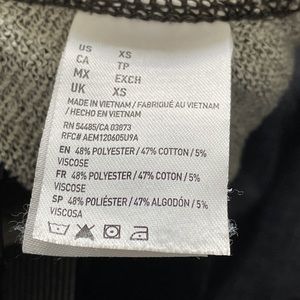 US XS
CA TP
MX EXCH
UK XS
MADE IN VIETNAM / FABRIQUÉ AU VIETNAM
/ HECHO EN VIETNAM
RN 54485/CA 03873
RFC# AEM120605U9A
EN 48% POLYESTER / 47% COTTON / 5%
VISCOSE
FR 48% POLYESTER / 47% COTON / 5%
VISCOSE
SP 48% POLIÉSTER / 47% ALGODÓN / 5%
VISCOSA